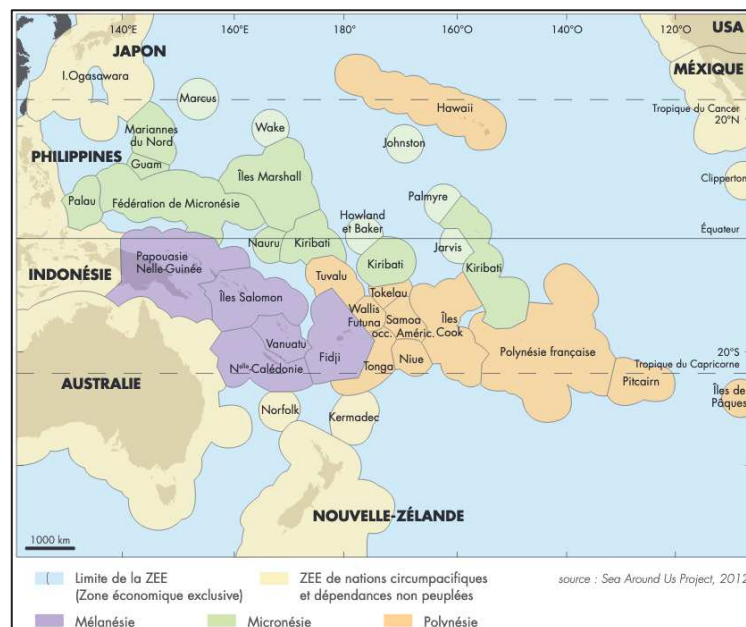 140°E 160°E 180° 160°O 140°O 120°O
USA
JAPON
MÉXIQUE
I.Ogasawara
Marcus
Hawaii
Tropique du Cancer
20°N
Mariannes
du Nord
Wake
Johnston
PHILIPPINES
Guam
Îles Marshall
Clipperton
Palau
Fédération de Micronésie
Palmyre
Howland
et Baker
Équateur
Nauru
Kiribati
Jarvis
Papouasie
Nelle-Guinée
Kiribati
Kiribati
INDONÉSIE
Tuvalu
Îles Salomon
Tokelau
Wallis
Futuna
Samoa
occ. Améric.
Îles
Cook
Vanuatu
Fidji
Polynésie française
20°S
Tropique du Capricorne
Nelle-Calédonie
Tonga
Niue
Pitcairn
AUSTRALIE
Îles de
Pâques
Norfolk
Kermadec
NOUVELLE-ZÉLANDE
1000 km
Limite de la ZEE
(Zone économique exclusive)
ZEE de nations circumpacifiques
et dépendances non peuplées
source : Sea Around Us Project, 2012
Mélanésie
Micronésie
Polynésie